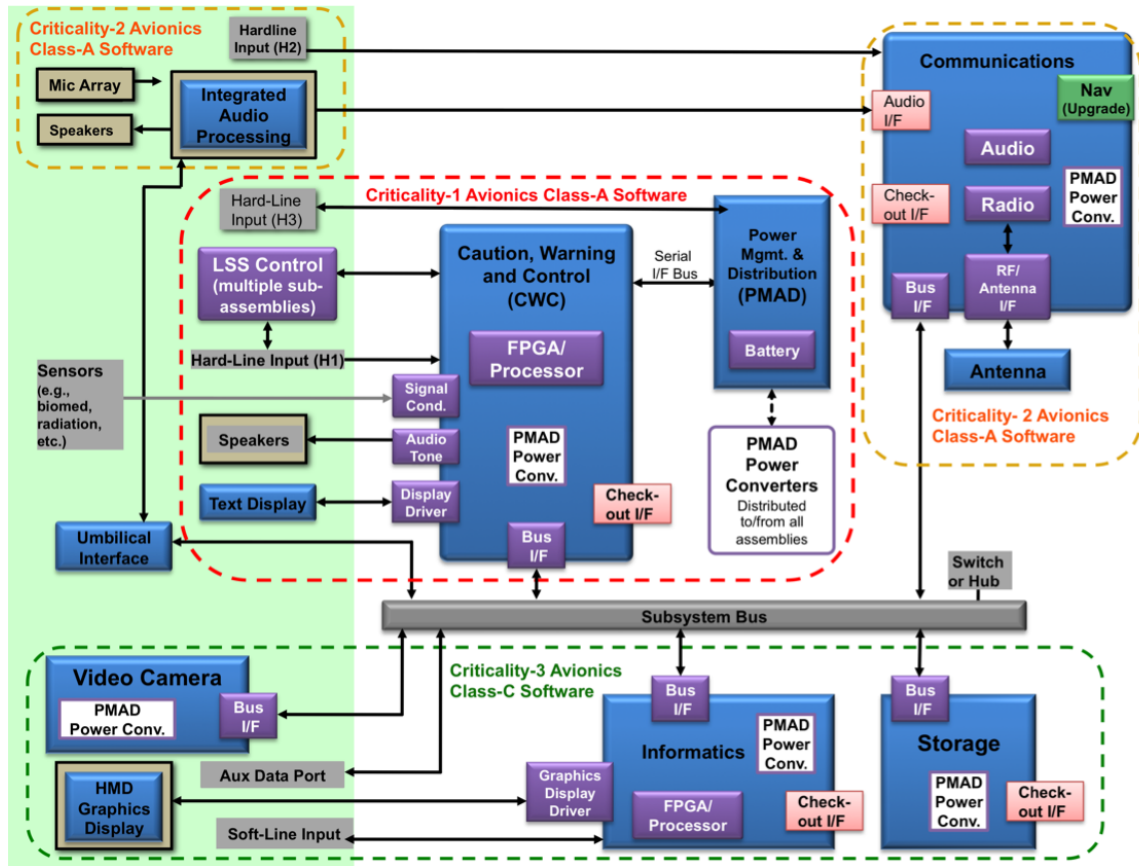 Criticality-2 Avionics
Class-A Software
Hardline
Input (H2)
Mic Array
Speakers
Integrated
Audio
Processing
Communications
Audio
I/F
Nav
(Upgrade)
Audio
Check-
out I/F
Radio
PMAD
Power
Conv.
Bus
I/F
RF/
Antenna
I/F
Antenna
Criticality- 2 Avionics
Class-A Software
Criticality-1 Avionics Class-A Software
Hard-Line
Input (H3)
LSS Control
(multiple sub-
assemblies)
Hard-Line Input (H1)
Caution, Warning
and Control
(CWC)
FPGA/
Processor
Signal
Cond.
Audio
Tone
Display
Driver
PMAD
Power
Conv.
Check-
out I/F
Bus
I/F
Serial
I/F Bus
Power
Mgmt. &
Distribution
(PMAD)
Battery
PMAD
Power
Converters
Distributed
to/from all
assemblies
Sensors
(e.g.,
biomed,
radiation,
etc.)
Speakers
Text Display
Umbilical
Interface
Switch
or Hub
Subsystem Bus
Criticality-3 Avionics
Class-C Software
Video Camera
PMAD
Power Conv.
Bus
I/F
Aux Data Port
HMD
Graphics
Display
Soft-Line Input
Bus
I/F
Informatics
PMAD
Power
Conv.
Graphics
Display
Driver
FPGA/
Processor
Check-
out I/F
Bus
I/F
Storage
PMAD
Power
Conv.
Check-
out I/F